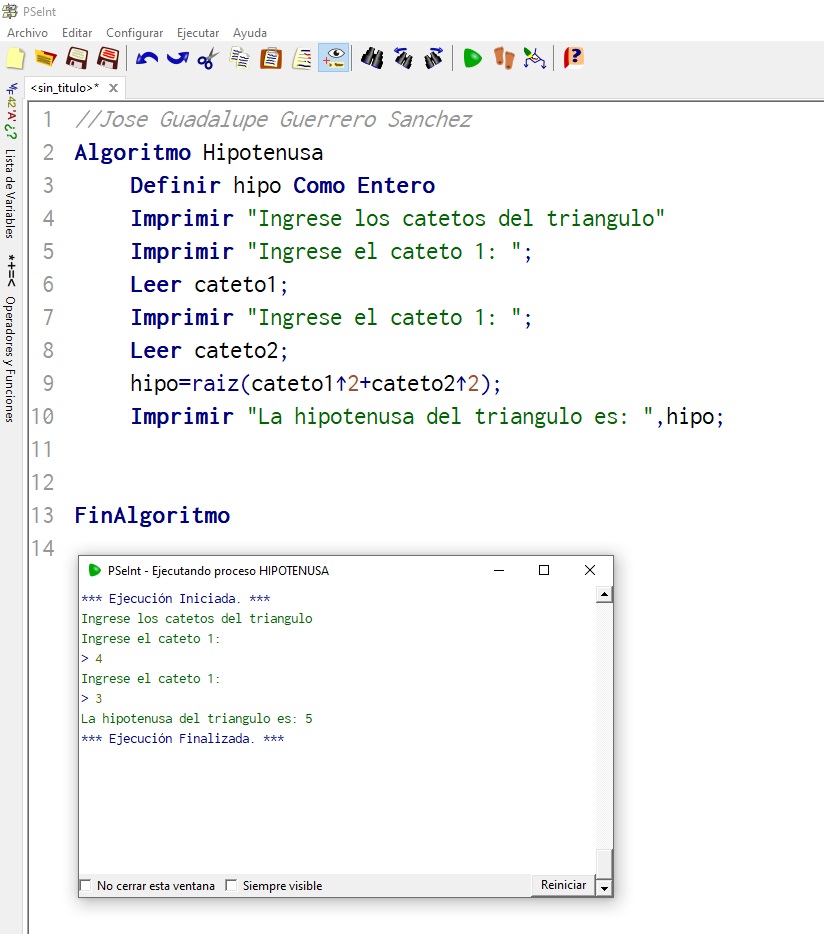 PSeInt
Archivo Editar Configurar Ejecutar Ayuda
<sin_titulo>* X
Lista de Variables
*+=< Operadores y Funciones
1 //Jose Guadalupe Guerrero Sanchez
2 Algoritmo Hipotenusa
3 Definir hipo Como Entero
4 Imprimir "Ingrese los catetos del triangulo"
5 Imprimir "Ingrese el cateto 1: ";
6 Leer cateto1;
7 Imprimir "Ingrese el cateto 1: ";
8 Leer cateto2;
9 hipo=raiz(cateto1↑2+cateto2↑2);
10 Imprimir "La hipotenusa del triangulo es: ",hipo;
11
12
13 FinAlgoritmo
14
PSeInt - Ejecutando proceso HIPOTENUSA
*** Ejecución Iniciada. ***
Ingrese los catetos del triangulo
Ingrese el cateto 1:
> 4
Ingrese el cateto 1:
> 3
La hipotenusa del triangulo es: 5
*** Ejecución Finalizada. ***
No cerrar esta ventana Siempre visible Reiniciar